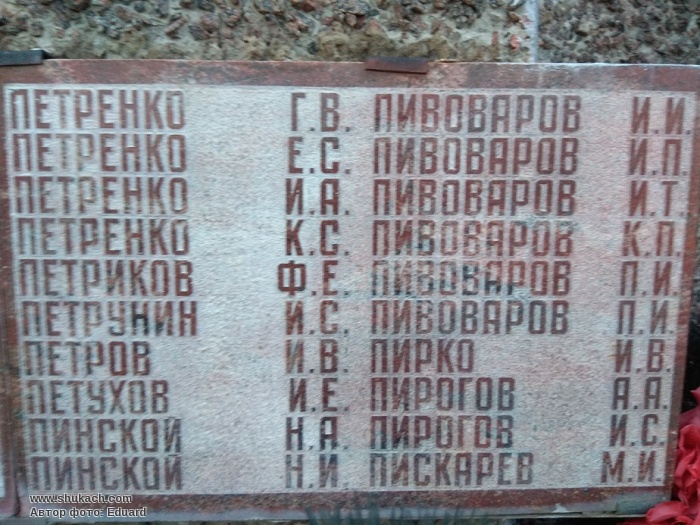 ПЕТРЕНКО Г.В. ПИВОВАРОВ И.И.
ПЕТРЕНКО Е.С. ПИВОВАРОВ И.П.
ПЕТРЕНКО И.А. ПИВОВАРОВ И.Т.
ПЕТРЕНКО К.С. ПИВОВАРОВ К.П.
ПЕТРИКОВ Ф.Е. ПИВОВАРОВ П.И.
ПЕТРУНИН И.С. ПИВОВАРОВ П.И.
ПЕТРОВ И.В. ПИРКО И.В.
ПЕТУХОВ И.Е. ПИРОГОВ А.А.
ПИНСКОЙ Н.А. ПИРОГОВ И.С.
ПИНСКОЙ Н.И. ПИСКАРЕВ М.И.
www.shukach.com
Автор фото: Eduard